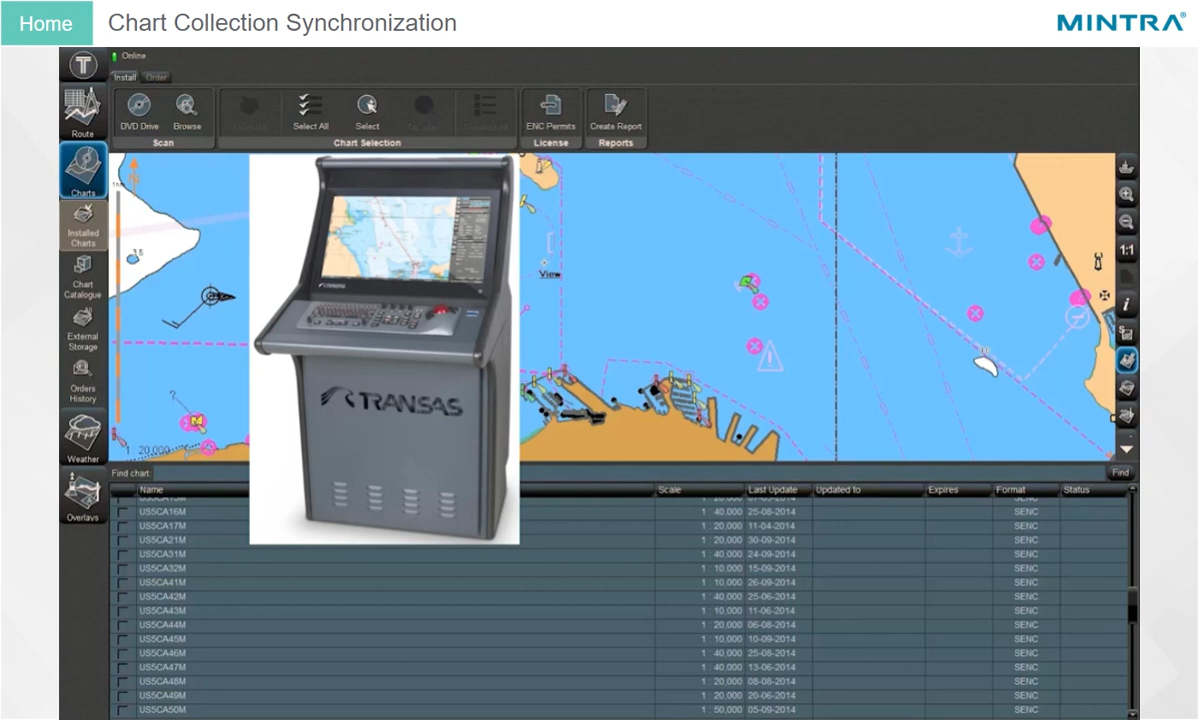 Home
Chart Collection Synchronization
MINTRA®
Online
Install Order
Route
DVD Drive Browse
Scan
Select All Select
Chart Selection
ENC Permits
License
Create Report
Reports
Charts
Installed
Charts
Chart
Catalogue
External
Storage
Orders
History
Weather
Overlays
View
TRANSAS
1:1
20,000
Find chart:
Find
Name Scale Last Update Updated to Expires Format Status
US5CA16M 1 : 40,000 25-08-2014 SENC
US5CA17M 1 : 20,000 11-04-2014 SENC
US5CA21M 1 : 20,000 30-09-2014 SENC
US5CA31M 1 : 40,000 24-09-2014 SENC
US5CA32M 1 : 10,000 15-09-2014 SENC
US5CA41M 1 : 10,000 26-09-2014 SENC
US5CA42M 1 : 40,000 25-06-2014 SENC
US5CA43M 1 : 10,000 11-06-2014 SENC
US5CA44M 1 : 20,000 06-08-2014 SENC
US5CA45M 1 : 10,000 10-09-2014 SENC
US5CA46M 1 : 40,000 25-08-2014 SENC
US5CA47M 1 : 40,000 13-06-2014 SENC
US5CA48M 1 : 20,000 08-08-2014 SENC
US5CA49M 1 : 20,000 20-06-2014 SENC
US5CA50M 1 : 50,000 05-09-2014 SENC